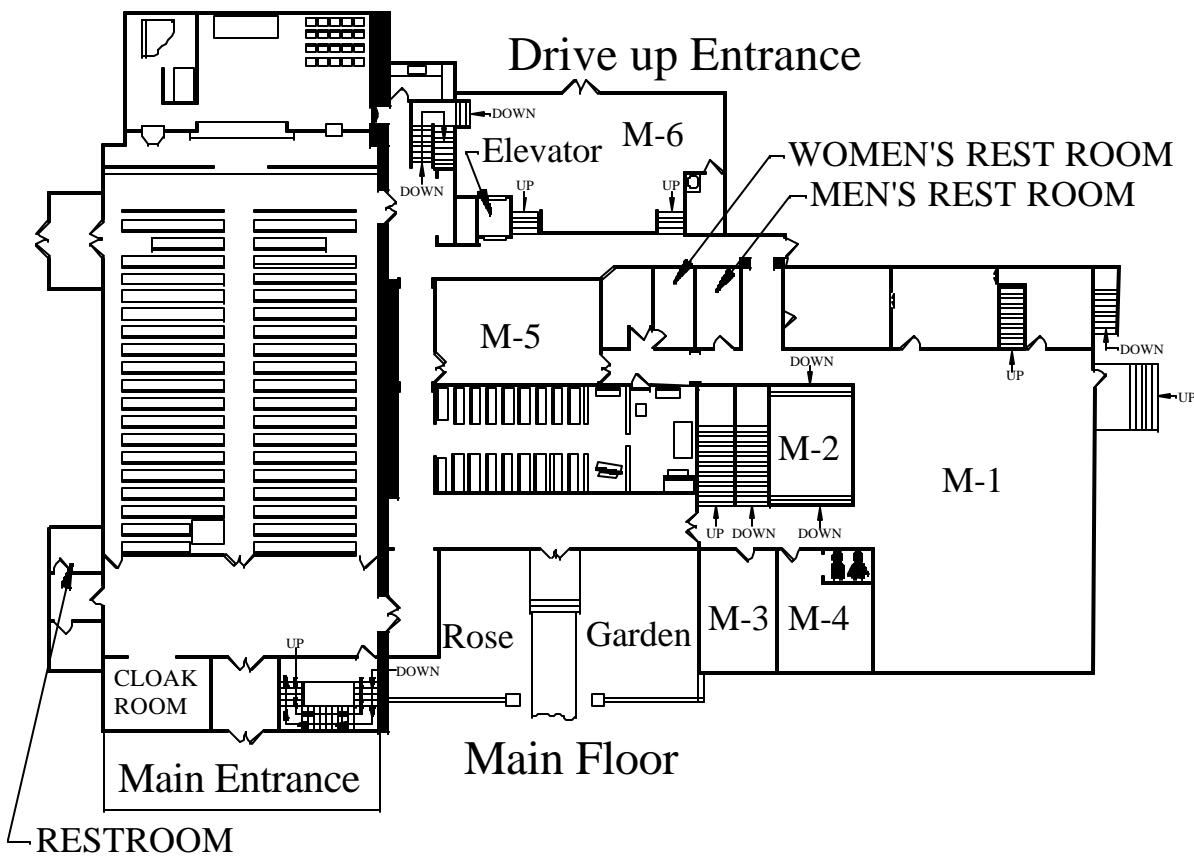 Drive up Entrance
DOWN
M-6
WOMEN'S REST ROOM
Elevator
MEN'S REST ROOM
DOWN
UP
UP
M-5
DOWN
DOWN
UP
UP
M-2
M-1
UP
DOWN
DOWN
Rose
Garden
M-3
M-4
UP
DOWN
CLOAK
ROOM
Main Floor
Main Entrance
RESTROOM